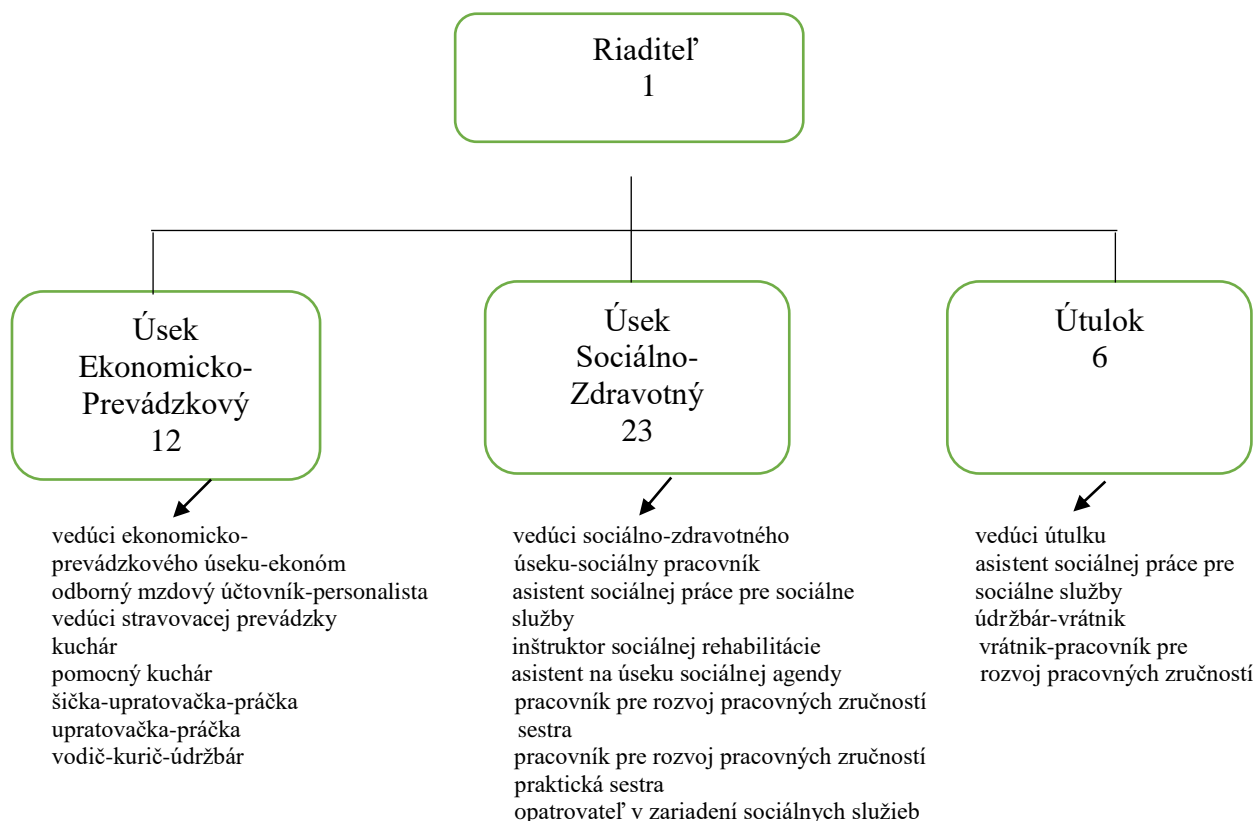 Riaditeľ
1
Úsek
Ekonomicko-
Prevádzkový
12
Úsek
Sociálno-
Zdravotný
23
Útulok
6
vedúci ekonomicko-
prevádzkového úseku-ekonóm
odborný mzdový účtovník-personalista
vedúci stravovacej prevádzky
kuchár
pomocný kuchár
šička-upratovačka-práčka
upratovačka-práčka
vodič-kurič-údržbár
vedúci sociálno-zdravotného
úseku-sociálny pracovník
asistent sociálnej práce pre sociálne
služby
inštruktor sociálnej rehabilitácie
asistent na úseku sociálnej agendy
pracovník pre rozvoj pracovných zručností
sestra
pracovník pre rozvoj pracovných zručností
praktická sestra
opatrovateľ v zariadení sociálnych služieb
vedúci útulku
asistent sociálnej práce pre
sociálne služby
údržbár-vrátnik
vrátnik-pracovník pre
rozvoj pracovných zručností